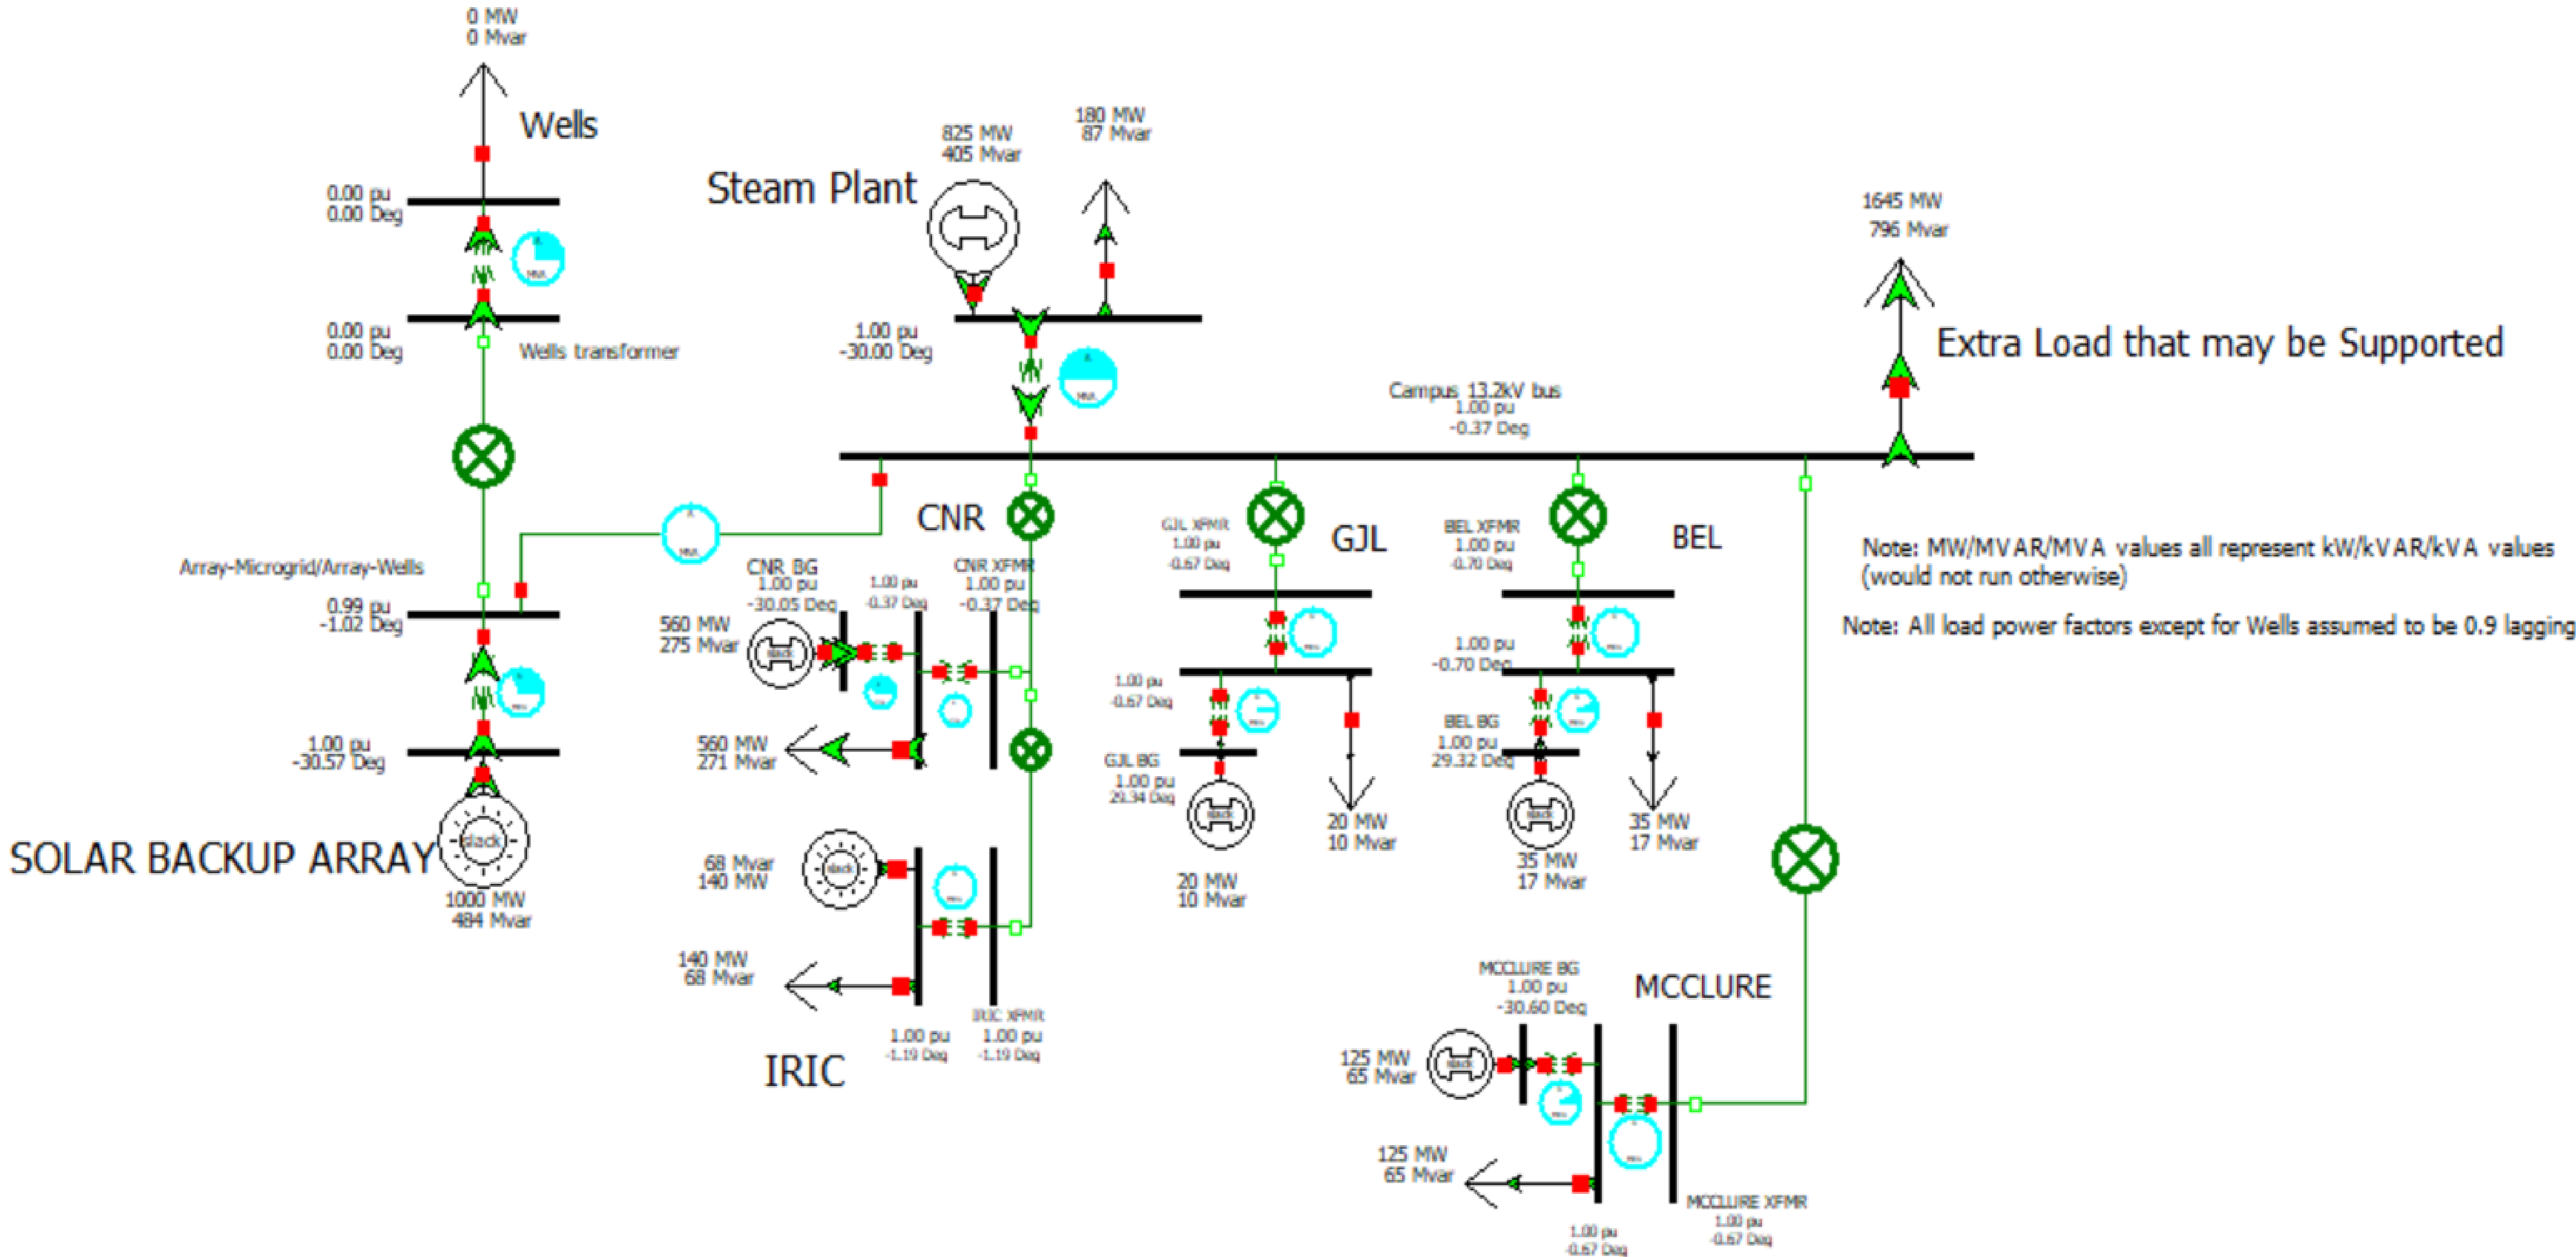 0 MW
0 Mvar
Wells
0.00 pu
0.00 Deg
0.00 pu
0.00 Deg
Wells transformer
Array-Microgrid/Array-Wells
0.99 pu
-1.02 Deg
1.00 pu
-30.57 Deg
SOLAR BACKUP ARRAY
slack
1000 MW
484 Mvar
Steam Plant
825 MW
405 Mvar
180 MW
87 Mvar
1.00 pu
-30.00 Deg
Campus 13.2kV bus
1.00 pu
-0.37 Deg
1645 MW
796 Mvar
Extra Load that may be Supported
Note: MW/MVAR/MVA values all represent kW/kVAR/kVA values
(would not run otherwise)
Note: All load power factors except for Wells assumed to be 0.9 lagging
CNR
CNR BG
1.00 pu
-30.05 Deg
1.00 pu
-0.37 Deg
CNR XFMR
1.00 pu
-0.37 Deg
560 MW
275 Mvar
slack
560 MW
271 Mvar
68 Mvar
140 MW
slack
140 MW
68 Mvar
1.00 pu
-1.19 Deg
IRIC XFMR
1.00 pu
-1.19 Deg
IRIC
GJL XFMR
1.00 pu
-0.67 Deg
GJL
1.00 pu
-0.67 Deg
GJL BG
1.00 pu
29.34 Deg
slack
20 MW
10 Mvar
20 MW
10 Mvar
BEL XFMR
1.00 pu
-0.70 Deg
BEL
1.00 pu
-0.70 Deg
BEL BG
1.00 pu
29.32 Deg
slack
35 MW
17 Mvar
35 MW
17 Mvar
MCCLURE BG
1.00 pu
-30.60 Deg
MCCLURE
125 MW
65 Mvar
slack
125 MW
65 Mvar
1.00 pu
-0.67 Deg
MCCLURE XFMR
1.00 pu
-0.67 Deg